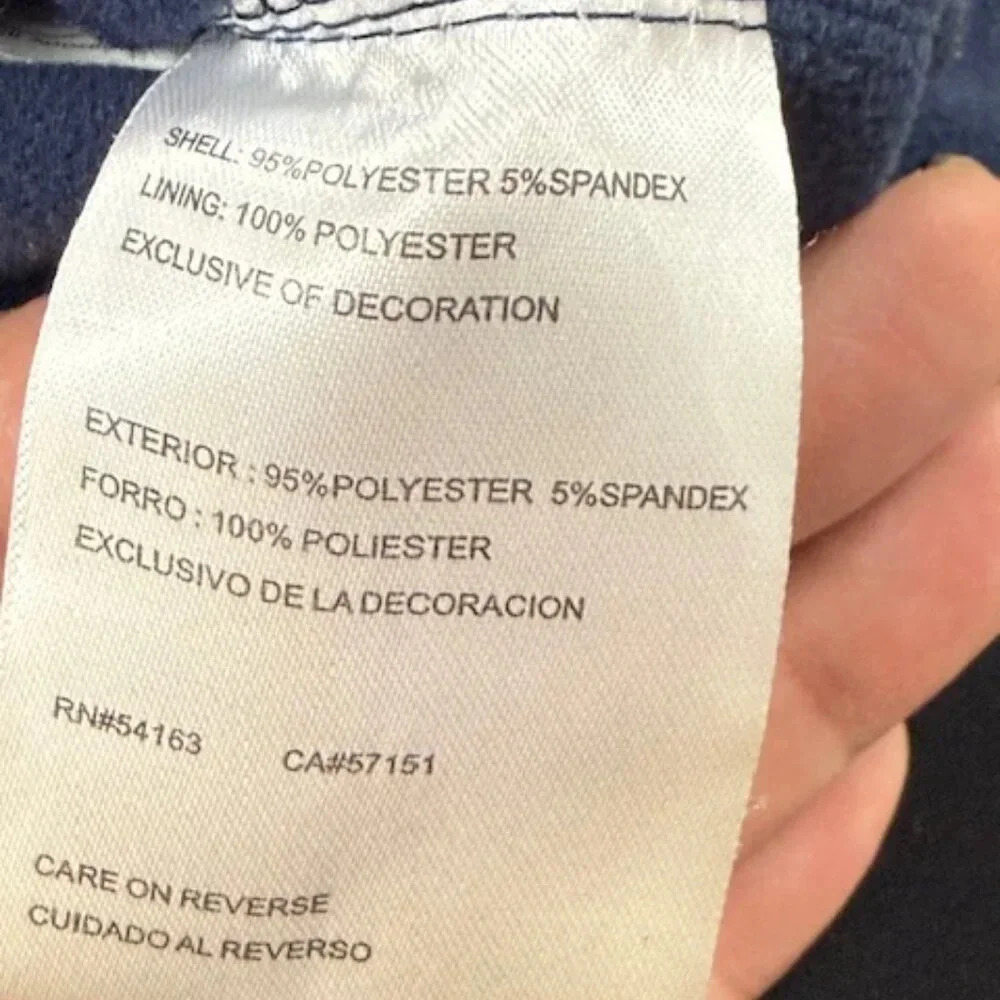 SHELL: 95%POLYESTER 5%SPANDEX
LINING: 100% POLYESTER
EXCLUSIVE OF DECORATION
EXTERIOR : 95%POLYESTER 5%SPANDEX
FORRO : 100% POLIESTER
EXCLUSIVO DE LA DECORACION
RN#54163 CA#57151
CARE ON REVERSE
CUIDADO AL REVERSO